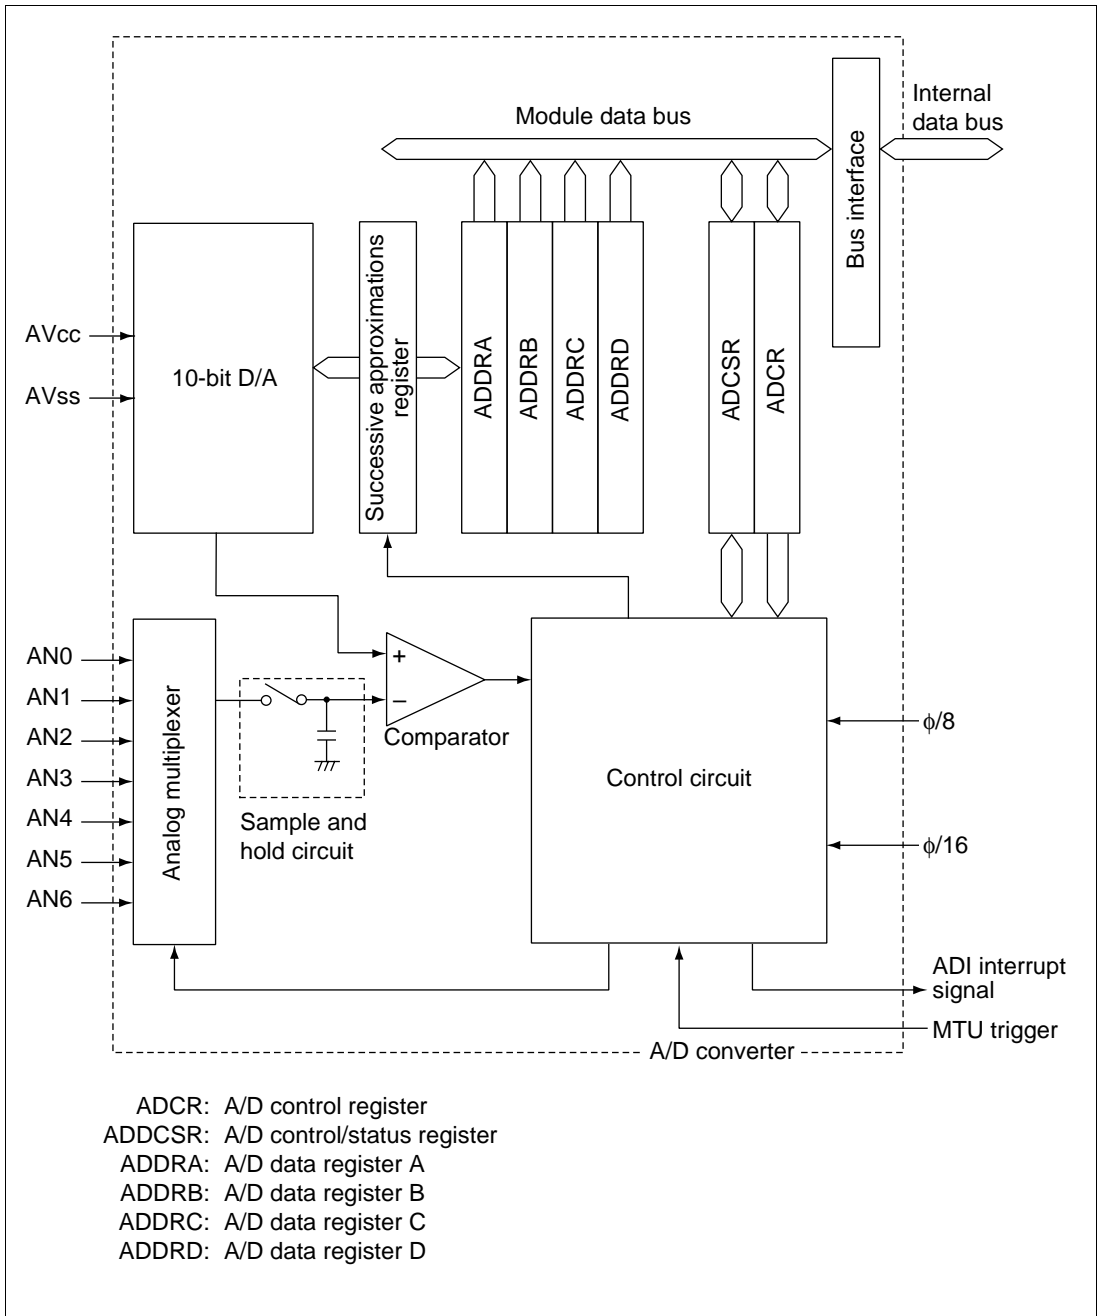 Internal
data bus
Module data bus
Bus interface
AVcc
AVss
10-bit D/A
Successive approximations
register
ADDRA
ADDRB
ADDRC
ADDRD
ADCSR
ADCR
AN0
AN1
AN2
AN3
AN4
AN5
AN6
Analog multiplexer
+
−
Comparator
Sample and
hold circuit
Control circuit
ϕ/8
ϕ/16
ADI interrupt
signal
MTU trigger
A/D converter
ADCR: A/D control register
ADDCSR: A/D control/status register
ADDRA: A/D data register A
ADDRB: A/D data register B
ADDRC: A/D data register C
ADDRD: A/D data register D